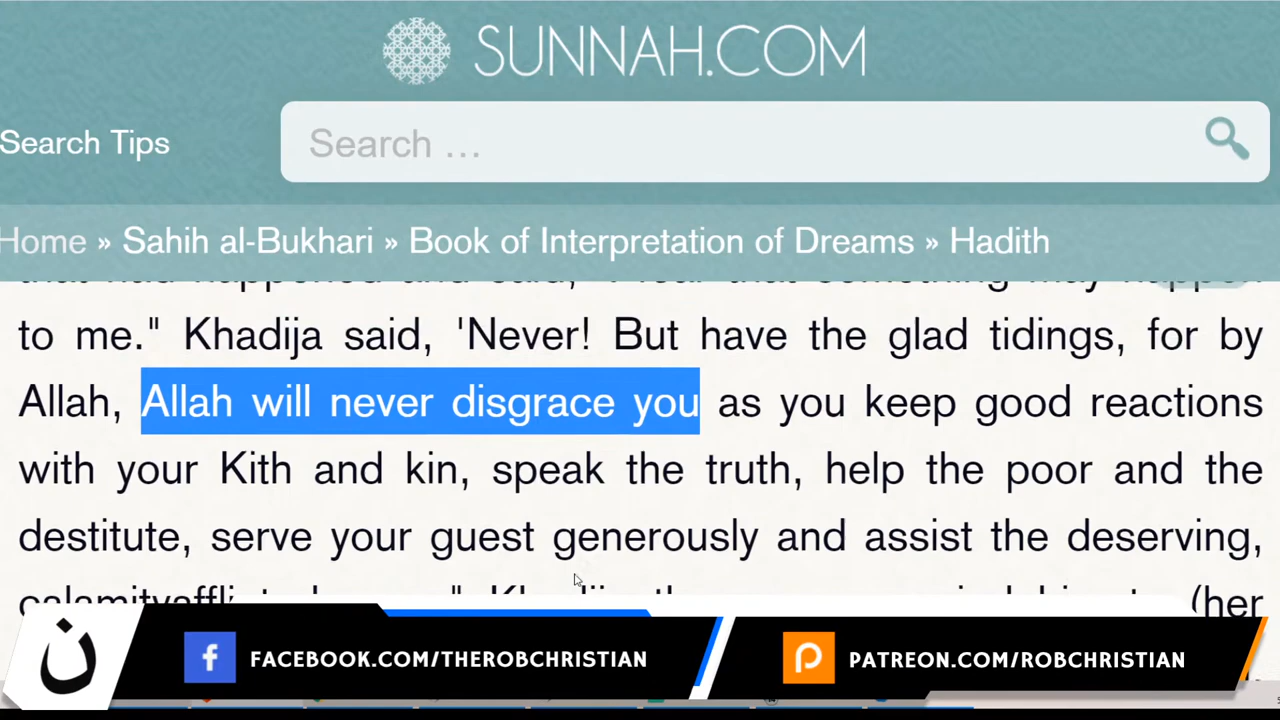 SUNNAH.COM
Search Tips
Search ...
Home » Sahih al-Bukhari » Book of Interpretation of Dreams » Hadith
to me." Khadija said, 'Never! But have the glad tidings, for by
Allah, Allah will never disgrace you as you keep good reactions
with your Kith and kin, speak the truth, help the poor and the
destitute, serve your guest generously and assist the deserving,
(her
ن
FACEBOOK.COM/THEROBCHRISTIAN
PATREON.COM/ROBCHRISTIAN